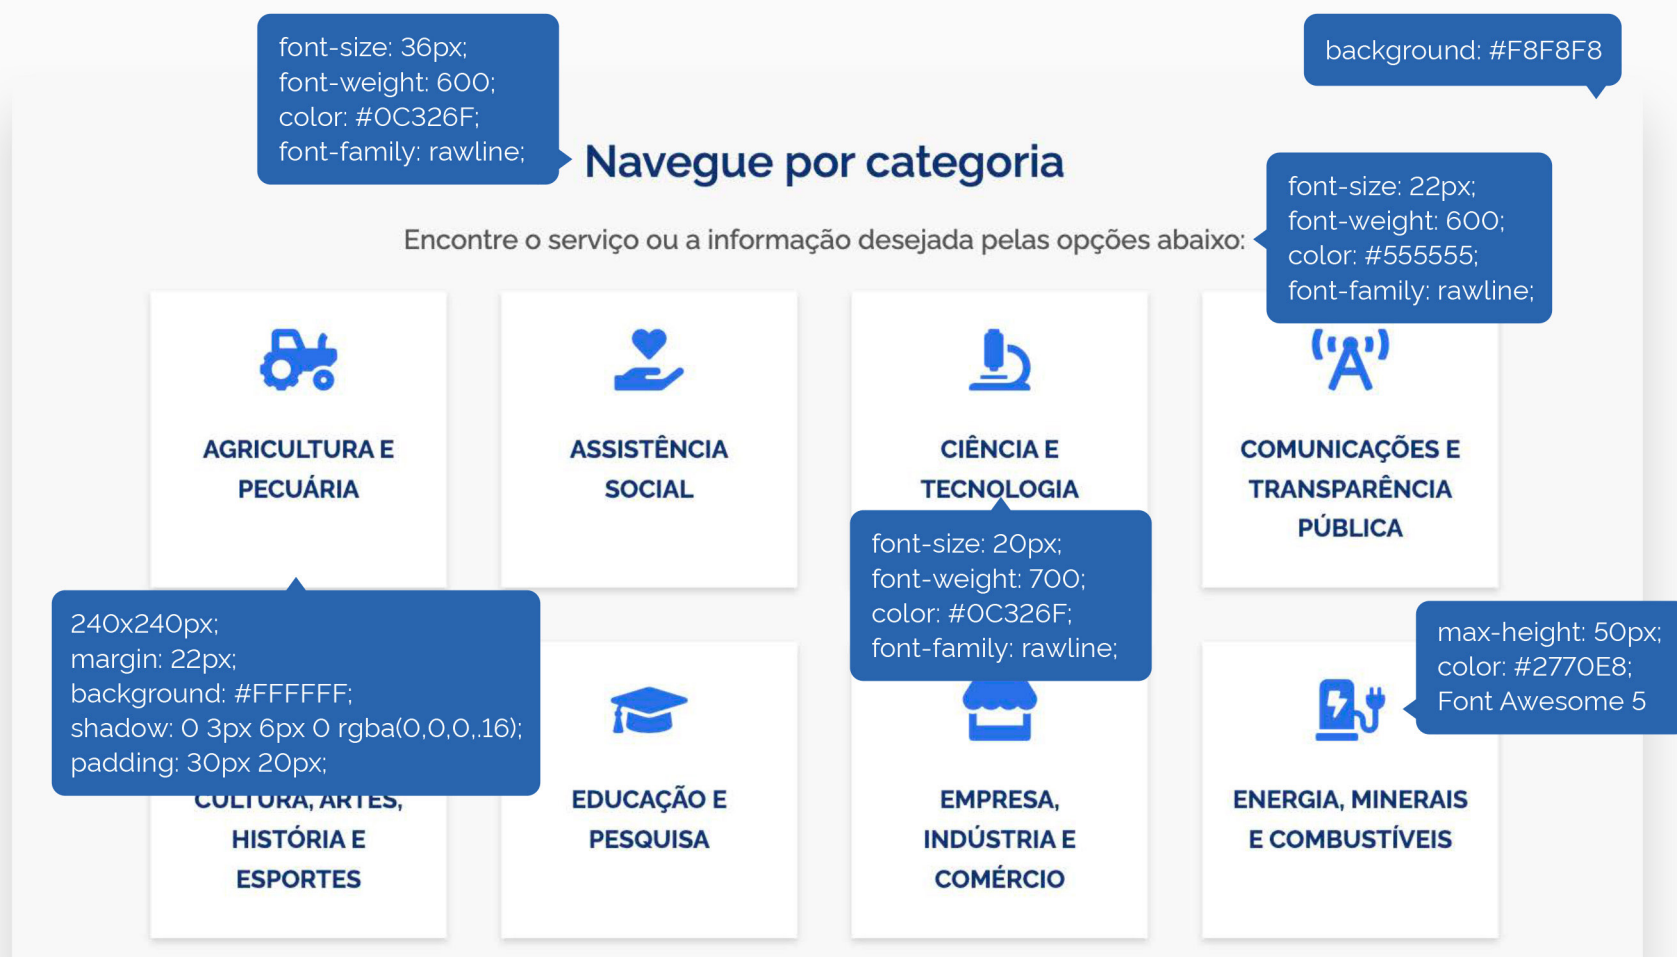 font-size: 36px;
font-weight: 600;
color: #0C326F;
font-family: rawline;
background: #F8F8F8
Navegue por categoria
font-size: 22px;
font-weight: 600;
color: #555555;
font-family: rawline;
Encontre o serviço ou a informação desejada pelas opções abaixo:
AGRICULTURA E
PECUÁRIA
ASSISTÊNCIA
SOCIAL
CIÊNCIA E
TECNOLOGIA
COMUNICAÇÕES E
TRANSPARÊNCIA
PÚBLICA
font-size: 20px;
font-weight: 700;
color: #0C326F;
font-family: rawline;
240x240px;
margin: 22px;
background: #FFFFFF;
shadow: 0 3px 6px 0 rgba(0,0,0,.16);
padding: 30px 20px;
max-height: 50px;
color: #2770E8;
Font Awesome 5
CULTURA, ARTES,
HISTÓRIA E
ESPORTES
EDUCAÇÃO E
PESQUISA
EMPRESA,
INDÚSTRIA E
COMÉRCIO
ENERGIA, MINERAIS
E COMBUSTÍVEIS